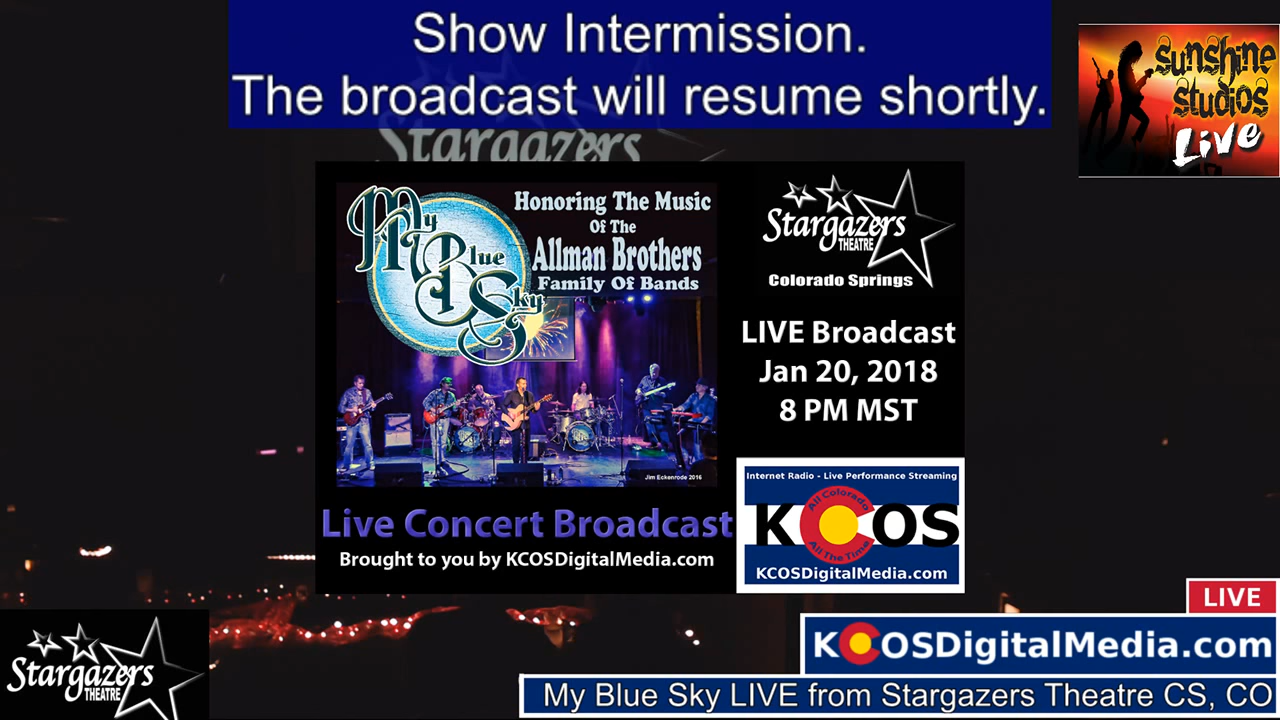 Show Intermission.
The broadcast will resume shortly.
Sunshine
Studios
Live
Stargazers
My
Blue
Sky
Honoring The Music
Of The
Allman Brothers
Family Of Bands
Jim Eckenrode 2016
Live Concert Broadcast
Brought to you by KCOSDigitalMedia.com
Stargazers
THEATRE
Colorado Springs
LIVE Broadcast
Jan 20, 2018
8 PM MST
Internet Radio - Live Performance Streaming
All Colorado
KCOS
All The Time
KCOSDigitalMedia.com
Stargazers
THEATRE
LIVE
KCOSDigitalMedia.com
My Blue Sky LIVE from Stargazers Theatre CS, CO